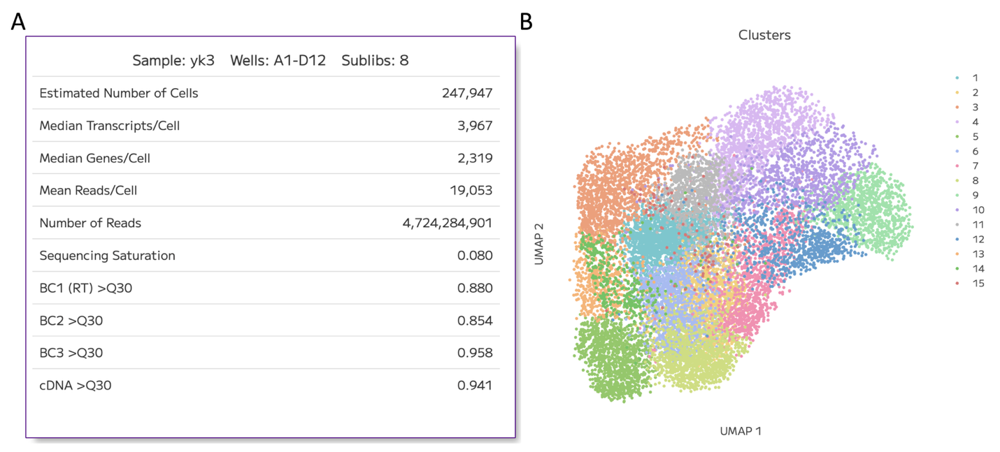 A
Sample: yk3 Wells: A1-D12 Sublibs: 8
Estimated Number of Cells 247,947
Median Transcripts/Cell 3,967
Median Genes/Cell 2,319
Mean Reads/Cell 19,053
Number of Reads 4,724,284,901
Sequencing Saturation 0.080
BC1 (RT) >Q30 0.880
BC2 >Q30 0.854
BC3 >Q30 0.958
cDNA >Q30 0.941
B
Clusters
UMAP 2
UMAP 1
1
2
3
4
5
6
7
8
9
10
11
12
13
14
15